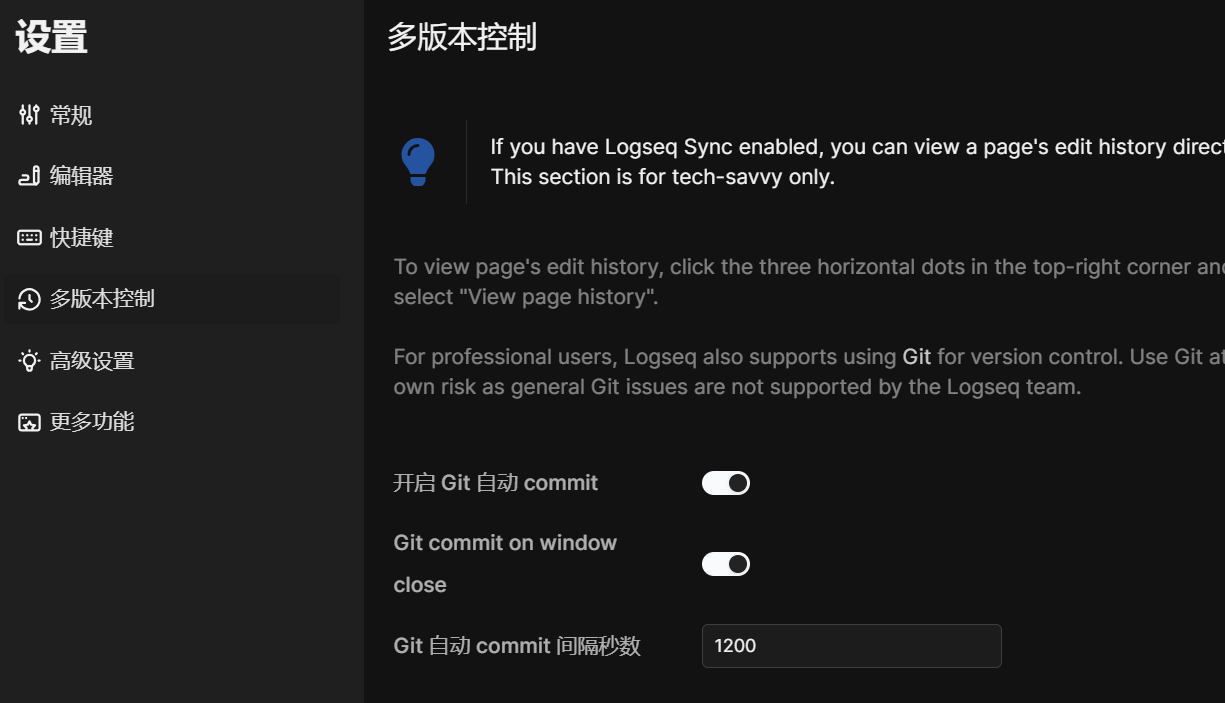 设置
常规
编辑器
快捷键
多版本控制
高级设置
更多功能
多版本控制
If you have Logseq Sync enabled, you can view a page's edit history direct
This section is for tech-savvy only.
To view page's edit history, click the three horizontal dots in the top-right corner and
select "View page history".
For professional users, Logseq also supports using Git for version control. Use Git at
own risk as general Git issues are not supported by the Logseq team.
开启 Git 自动 commit
Git commit on window
close
Git 自动 commit 间隔秒数
1200